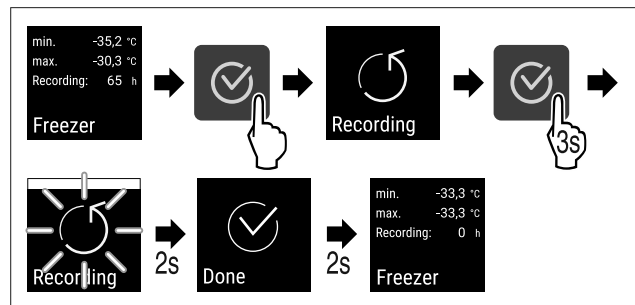 min. -35,2 °C
max. -30,3 °C
Recording: 65 h
Freezer
Recording
3s
Recording
2s
Done
2s
min. -33,3 °C
max. -33,3 °C
Recording: 0 h
Freezer